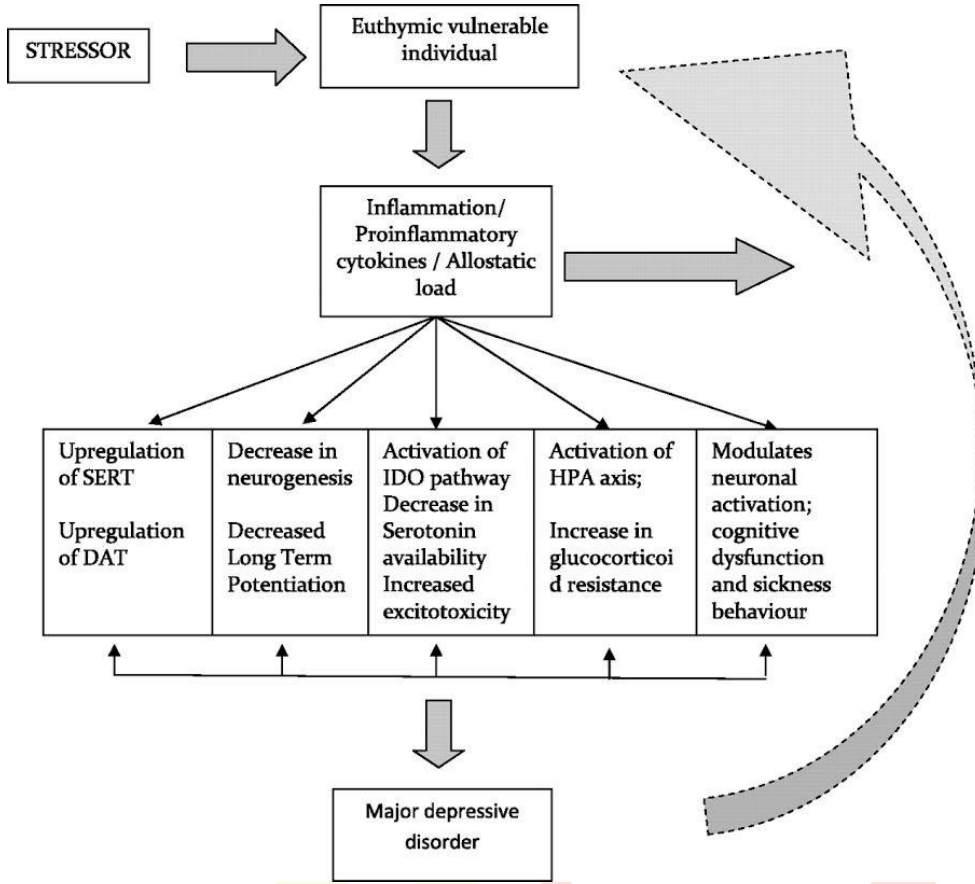 STRESSOR
Euthymic vulnerable
individual
Inflammation/
Proinflammatory
cytokines / Allostatic
load
Upregulation
of SERT
Upregulation
of DAT
Decrease in
neurogenesis
Decreased
Long Term
Potentiation
Activation of
IDO pathway
Decrease in
Serotonin
availability
Increased
excitotoxicity
Activation of
HPA axis;
Increase in
glucocorticoi
d resistance
Modulates
neuronal
activation;
cognitive
dysfunction
and sickness
behaviour
Major depressive
disorder